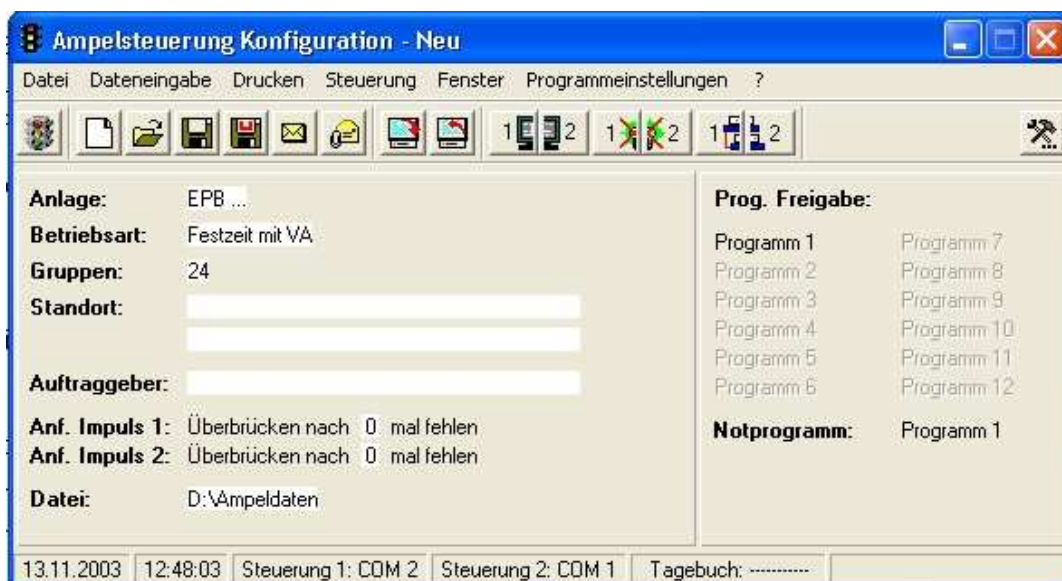 Ampelsteuerung Konfiguration - Neu
Datei Dateneingabe Drucken Steuerung Fenster Programmeinstellungen ?
1 2 1 2 1 2
Anlage: EPB ...
Betriebsart: Festzeit mit VA
Gruppen: 24
Standort:
Auftraggeber:
Anf. Impuls 1: Überbrücken nach 0 mal fehlen
Anf. Impuls 2: Überbrücken nach 0 mal fehlen
Datei: D:\Ampeldaten
Prog. Freigabe:
Programm 1 Programm 7
Programm 2 Programm 8
Programm 3 Programm 9
Programm 4 Programm 10
Programm 5 Programm 11
Programm 6 Programm 12
Notprogramm: Programm 1
13.11.2003 12:48:03 Steuerung 1: COM 2 Steuerung 2: COM 1 Tagebuch: -----------